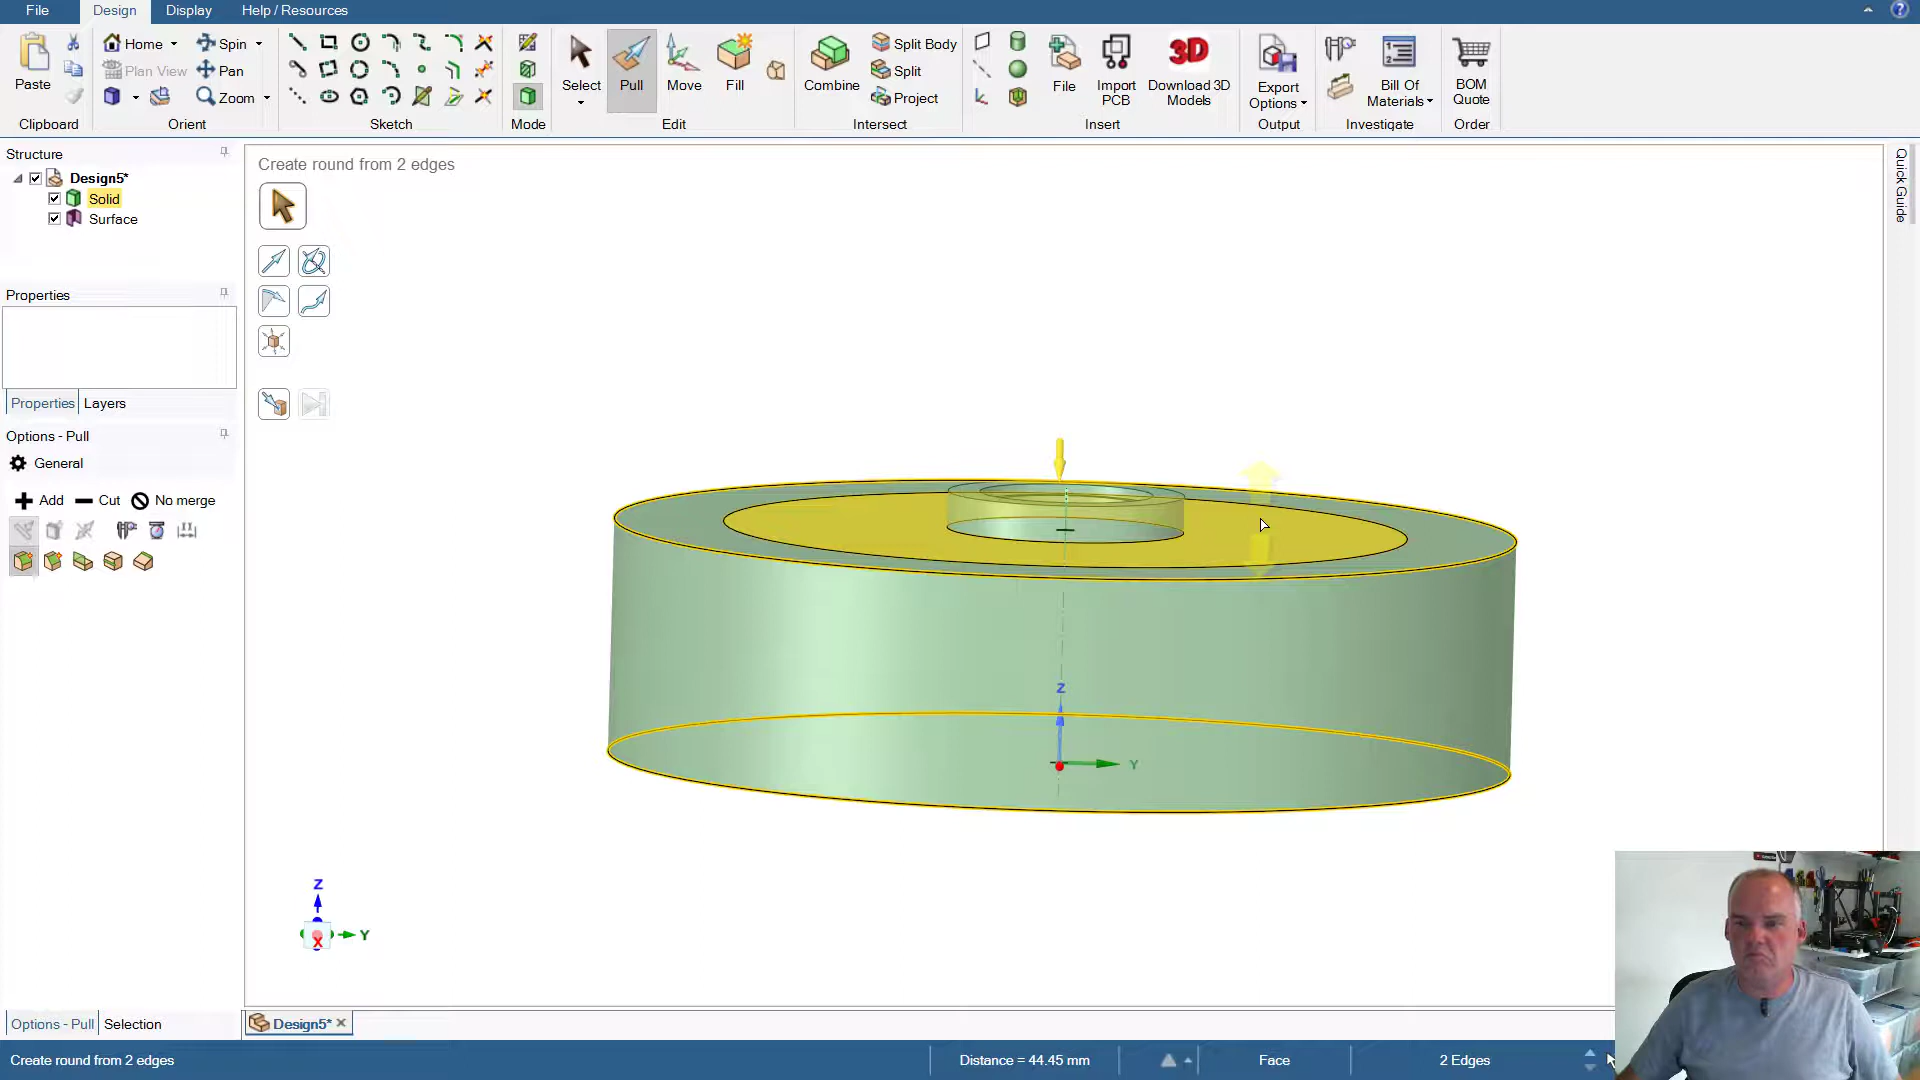 File
Design
Display
Help / Resources
Paste
Clipboard
Home
Plan View
Spin
Pan
Zoom
Orient
Sketch
Mode
Select
Pull
Move
Fill
Edit
Combine
Split Body
Split
Project
Intersect
File
Import
PCB
3D
Download 3D
Models
Insert
Export
Options
Output
Bill Of
Materials
Investigate
BOM
Quote
Order
Structure
Design5*
Solid
Surface
Properties
Properties
Layers
Options - Pull
General
Add
Cut
No merge
Create round from 2 edges
Quick Guide
Z
Y
Z
Y
X
Options - Pull
Selection
Design5*
Create round from 2 edges
Distance = 44.45 mm
Face
2 Edges